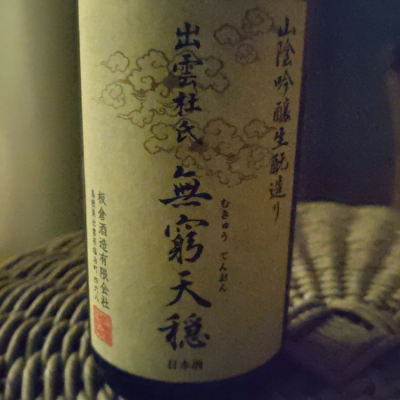 山陰吟醸生酛造り
出雲杜氏
無窮天穏
むきゅう てんおん
板倉酒造有限会社
日本酒